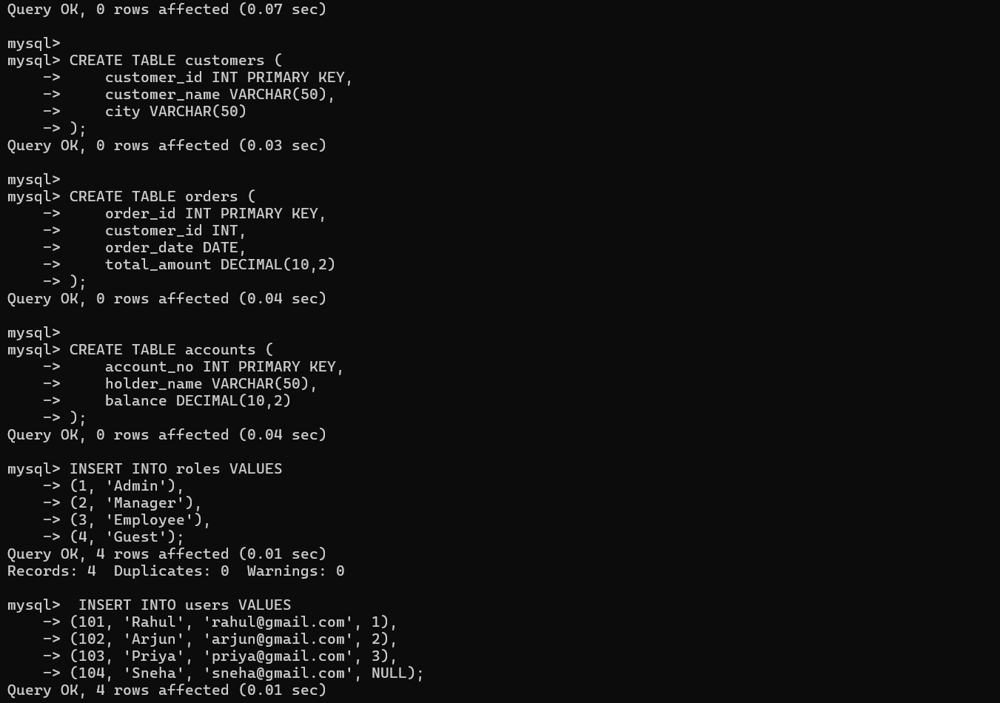 Query OK, 0 rows affected (0.07 sec)
mysql>
mysql> CREATE TABLE customers (
    ->     customer_id INT PRIMARY KEY,
    ->     customer_name VARCHAR(50),
    ->     city VARCHAR(50)
    -> );
Query OK, 0 rows affected (0.03 sec)
mysql>
mysql> CREATE TABLE orders (
    ->     order_id INT PRIMARY KEY,
    ->     customer_id INT,
    ->     order_date DATE,
    ->     total_amount DECIMAL(10,2)
    -> );
Query OK, 0 rows affected (0.04 sec)
mysql>
mysql> CREATE TABLE accounts (
    ->     account_no INT PRIMARY KEY,
    ->     holder_name VARCHAR(50),
    ->     balance DECIMAL(10,2)
    -> );
Query OK, 0 rows affected (0.04 sec)
mysql> INSERT INTO roles VALUES
    -> (1, 'Admin'),
    -> (2, 'Manager'),
    -> (3, 'Employee'),
    -> (4, 'Guest');
Query OK, 4 rows affected (0.01 sec)
Records: 4  Duplicates: 0  Warnings: 0
mysql>  INSERT INTO users VALUES
    -> (101, 'Rahul', 'rahul@gmail.com', 1),
    -> (102, 'Arjun', 'arjun@gmail.com', 2),
    -> (103, 'Priya', 'priya@gmail.com', 3),
    -> (104, 'Sneha', 'sneha@gmail.com', NULL);
Query OK, 4 rows affected (0.01 sec)